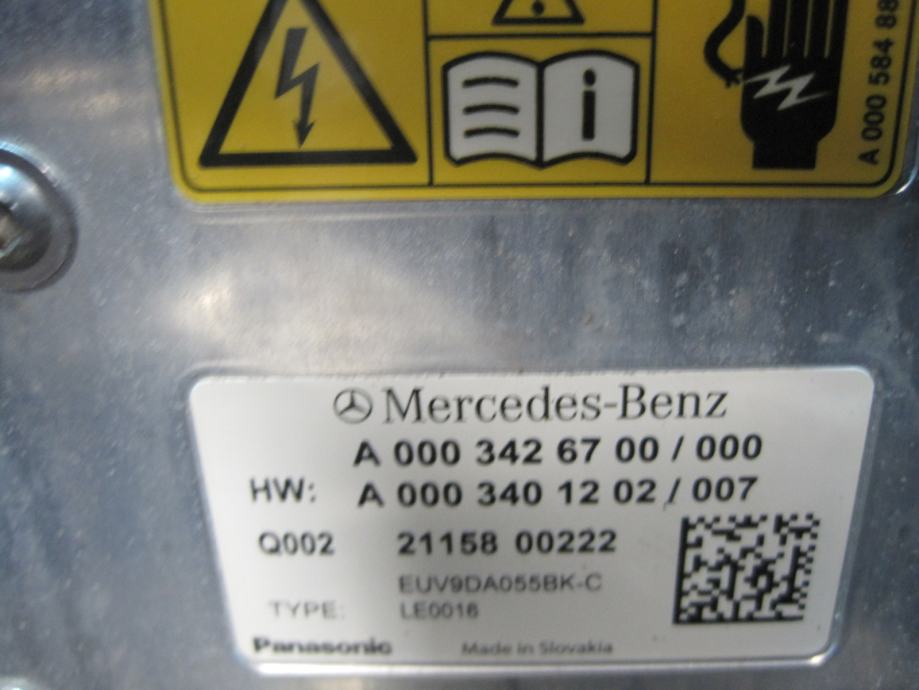 A 000 584 88
Mercedes-Benz
A 000 342 67 00 / 000
HW: A 000 340 12 02 / 007
Q002 21158 00222
EUV9DA055BK-C
TYPE: LE0016
Panasonic Made in Slovakia